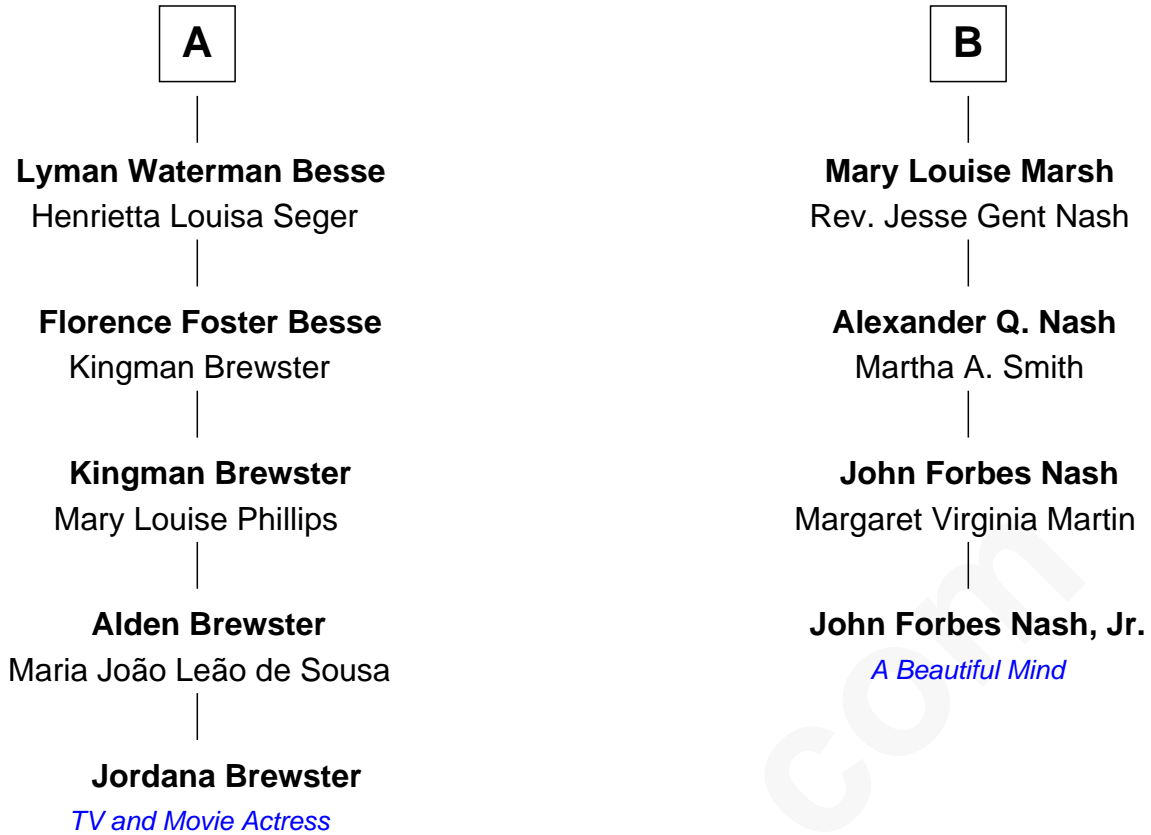 A
Lyman Waterman Besse
Henrietta Louisa Seger
Florence Foster Besse
Kingman Brewster
Kingman Brewster
Mary Louise Phillips
Alden Brewster
Maria João Leão de Sousa
Jordana Brewster
TV and Movie Actress
B
Mary Louise Marsh
Rev. Jesse Gent Nash
Alexander Q. Nash
Martha A. Smith
John Forbes Nash
Margaret Virginia Martin
John Forbes Nash, Jr.
A Beautiful Mind
com